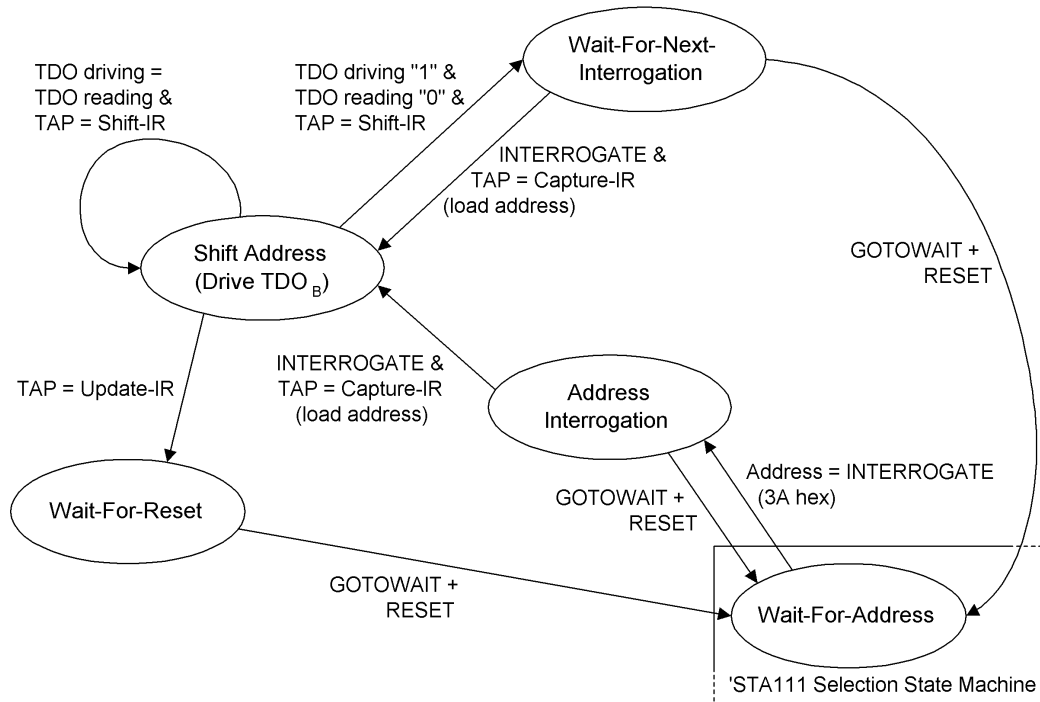 Wait-For-Next-
Interrogation
TDO driving =
TDO reading &
TAP = Shift-IR
TDO driving "1" &
TDO reading "0" &
TAP = Shift-IR
INTERROGATE &
TAP = Capture-IR
(load address)
Shift Address
(Drive TDO B)
GOTOWAIT +
RESET
TAP = Update-IR
INTERROGATE &
TAP = Capture-IR
(load address)
Address
Interrogation
Address = INTERROGATE
(3A hex)
GOTOWAIT +
RESET
Wait-For-Reset
GOTOWAIT +
RESET
Wait-For-Address
'STA111 Selection State Machine